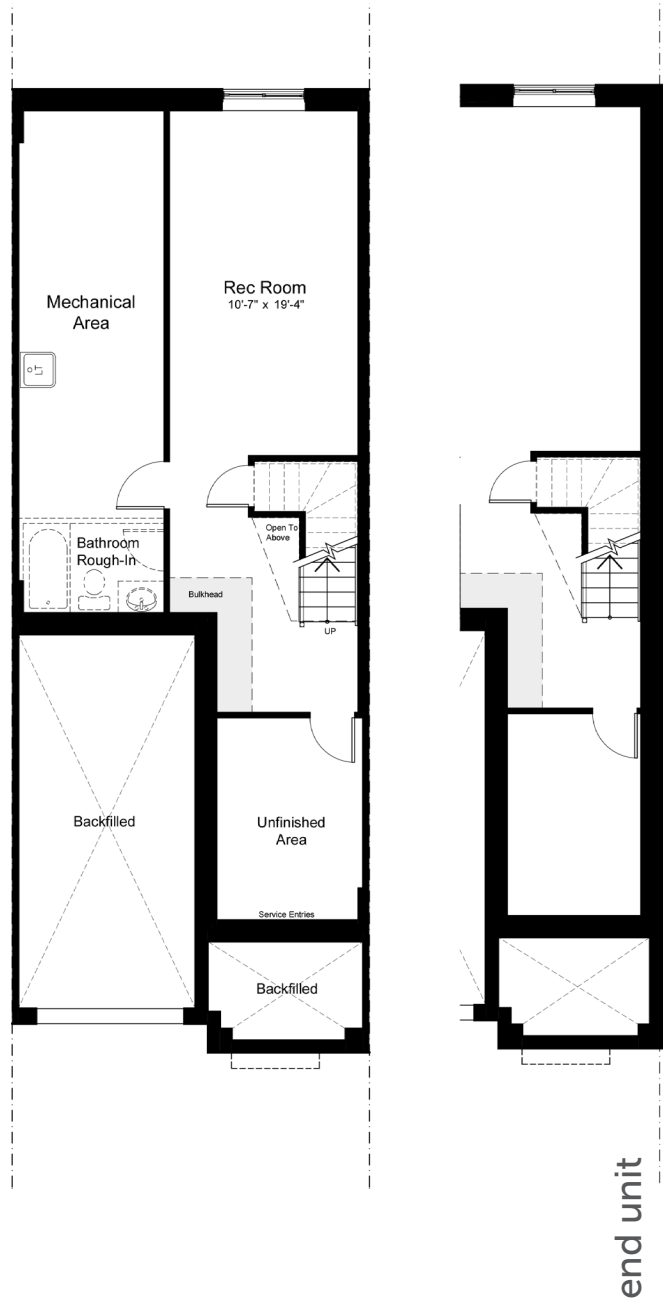 Rec Room
10'-7" x 19'-4"
Mechanical
Area
LT
Open To
Above
Bathroom
Rough-In
Bulkhead
UP
Backfilled
Unfinished
Area
Service Entries
Backfilled
end unit